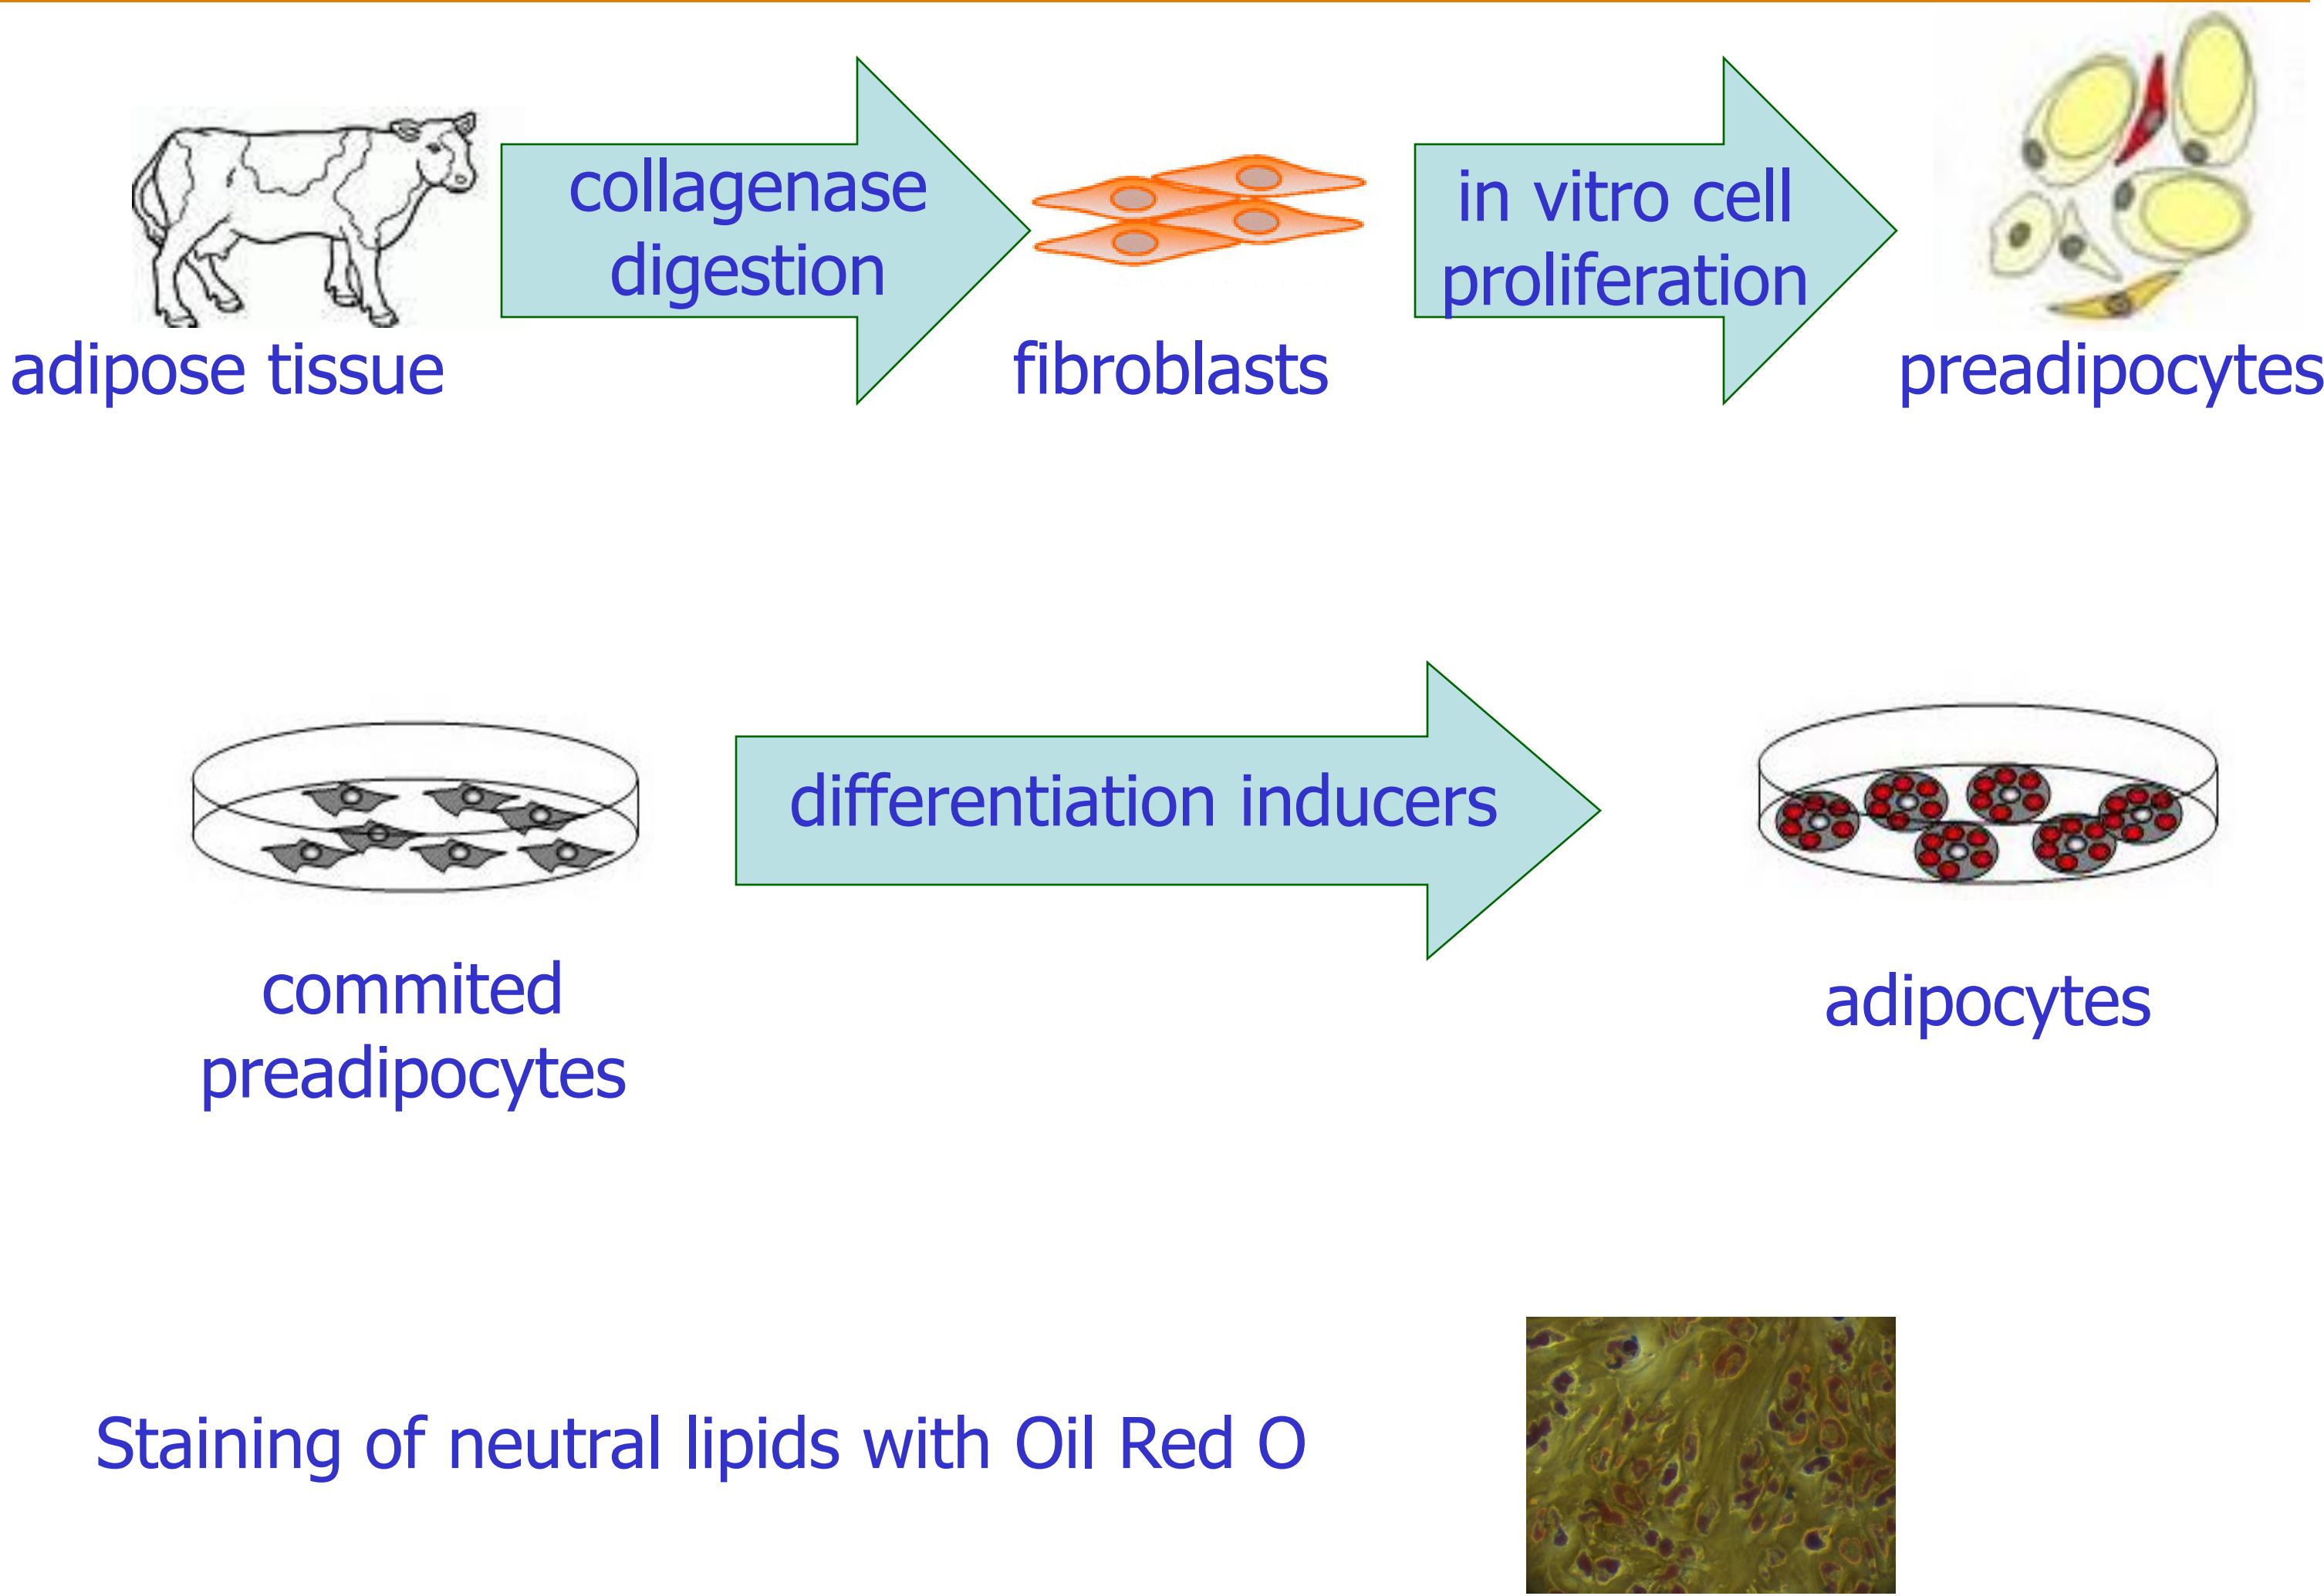 collagenase
digestion
in vitro cell
proliferation
adipose tissue
fibroblasts
preadipocytes
differentiation inducers
commited
preadipocytes
adipocytes
Staining of neutral lipids with Oil Red O